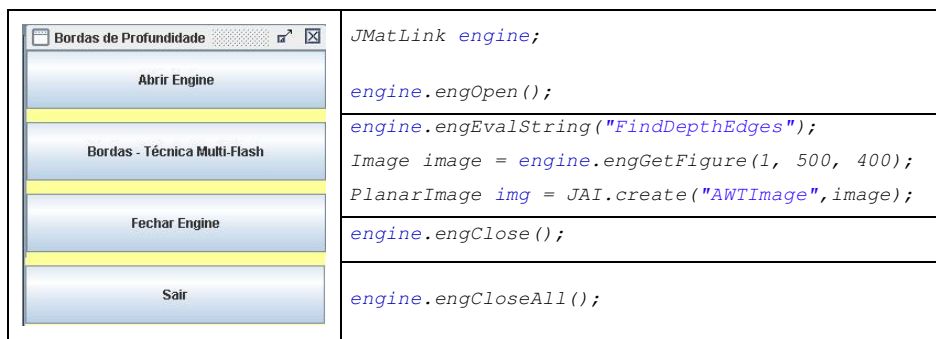 Bordas de Profundidade
Abrir Engine
Bordas - Técnica Multi-Flash
Fechar Engine
Sair
JMatLink engine;
engine.engOpen();
engine.engEvalString("FindDepthEdges");
Image image = engine.engGetFigure(1, 500, 400);
PlanarImage img = JAI.create("AWTImage",image);
engine.engClose();
engine.engCloseAll();